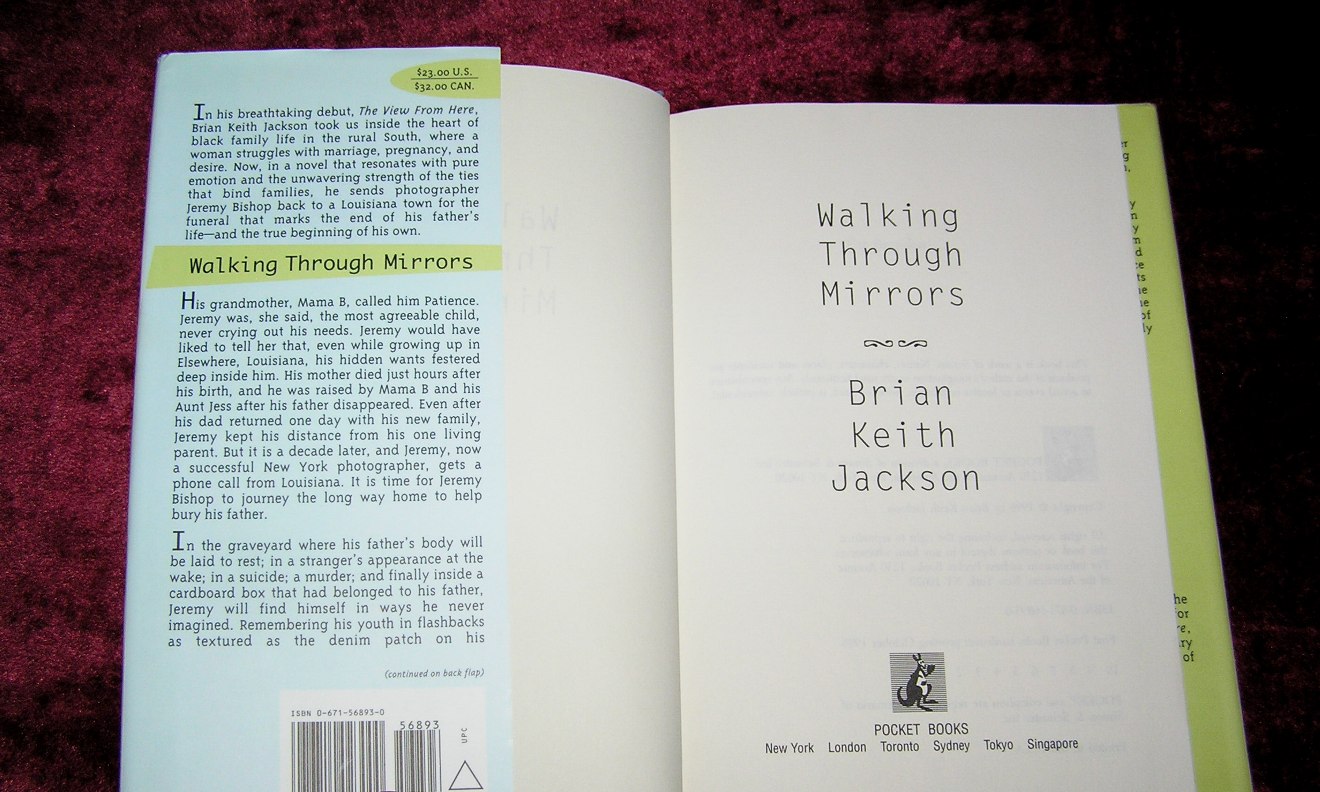 $23.00 U.S.
$32.00 CAN.
In his breathtaking debut, The View From Here,
Brian Keith Jackson took us inside the heart of
black family life in the rural South, where a
woman struggles with marriage, pregnancy, and
desire. Now, in a novel that resonates with pure
emotion and the unwavering strength of the ties
that bind families, he sends photographer
Jeremy Bishop back to a Louisiana town for the
funeral that marks the end of his father's
life—and the true beginning of his own.
Walking Through Mirrors
His grandmother, Mama B, called him Patience.
Jeremy was, she said, the most agreeable child,
never crying out his needs. Jeremy would have
liked to tell her that, even while growing up in
Elsewhere, Louisiana, his hidden wants festered
deep inside him. His mother died just hours after
his birth, and he was raised by Mama B and his
Aunt Jess after his father disappeared. Even after
his dad returned one day with his new family,
Jeremy kept his distance from his one living
parent. But it is a decade later, and Jeremy, now
a successful New York photographer, gets a
phone call from Louisiana. It is time for Jeremy
Bishop to journey the long way home to help
bury his father.
In the graveyard where his father's body will
be laid to rest; in a stranger's appearance at the
wake; in a suicide; a murder; and finally inside a
cardboard box that had belonged to his father,
Jeremy will find himself in ways he never
imagined. Remembering his youth in flashbacks
as textured as the denim patch on his
(continued on back flap)
ISBN 0-671-56893-0
56893
UPC
Walking
Through
Mirrors
Brian
Keith
Jackson
POCKET BOOKS
New York London Toronto Sydney Tokyo Singapore